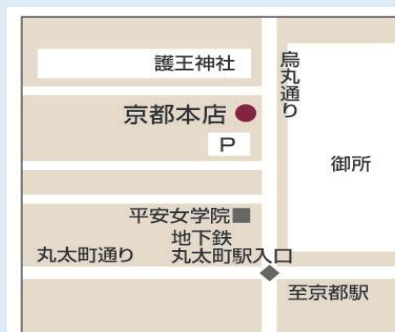 護王神社
烏丸通り
京都本店
P
御所
平安女学院
地下鉄
丸太町駅入口
丸太町通り
至京都駅